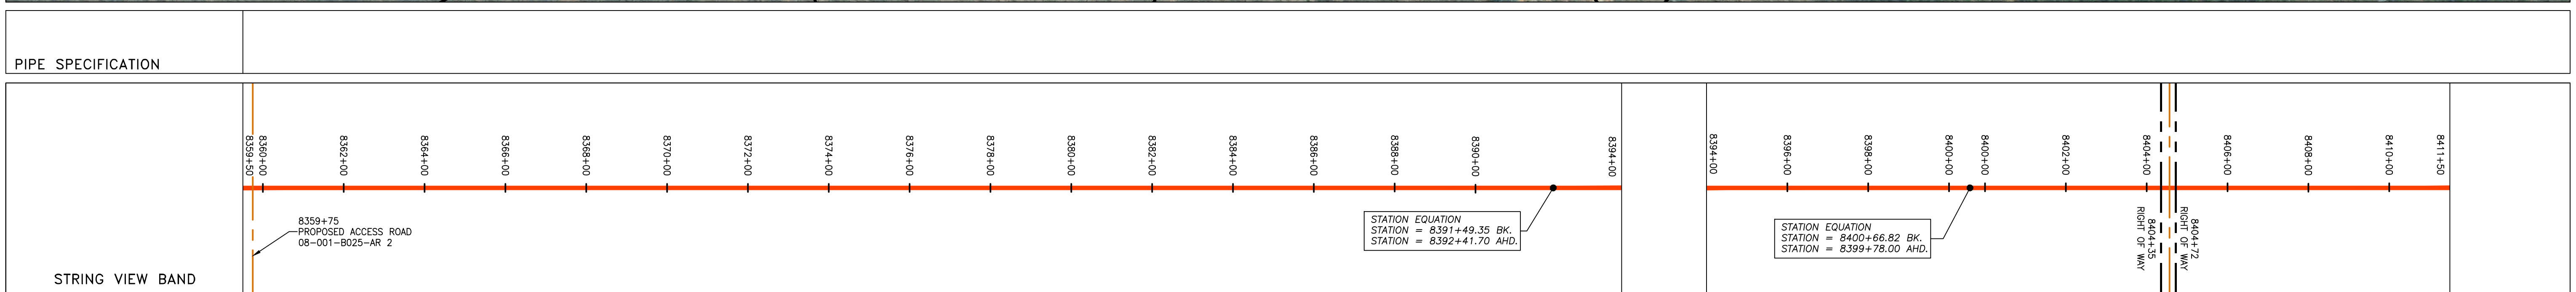 PIPE SPECIFICATION
STRING VIEW BAND
8359+50
8360+00
8362+00
8364+00
8366+00
8368+00
8370+00
8372+00
8374+00
8376+00
8378+00
8380+00
8382+00
8384+00
8386+00
8388+00
8390+00
8394+00
8394+00
8396+00
8398+00
8400+00
8400+00
8402+00
8404+00
8406+00
8408+00
8410+00
8411+50
8359+75
PROPOSED ACCESS ROAD
08-001-B025-AR 2
STATION EQUATION
STATION = 8391+49.35 BK.
STATION = 8392+41.70 AHD.
STATION EQUATION
STATION = 8400+66.82 BK.
STATION = 8399+78.00 AHD.
8404+35
RIGHT OF WAY
8404+72
RIGHT OF WAY